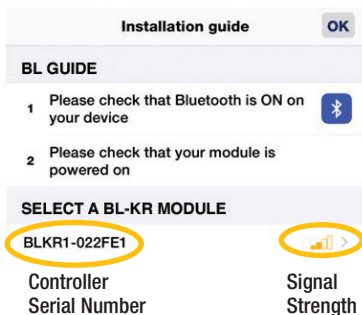 Installation guide OK
BL GUIDE
1 Please check that Bluetooth is ON on
your device
2 Please check that your module is
powered on
SELECT A BL-KR MODULE
BLKR1-022FE1
Controller Signal
Serial Number Strength